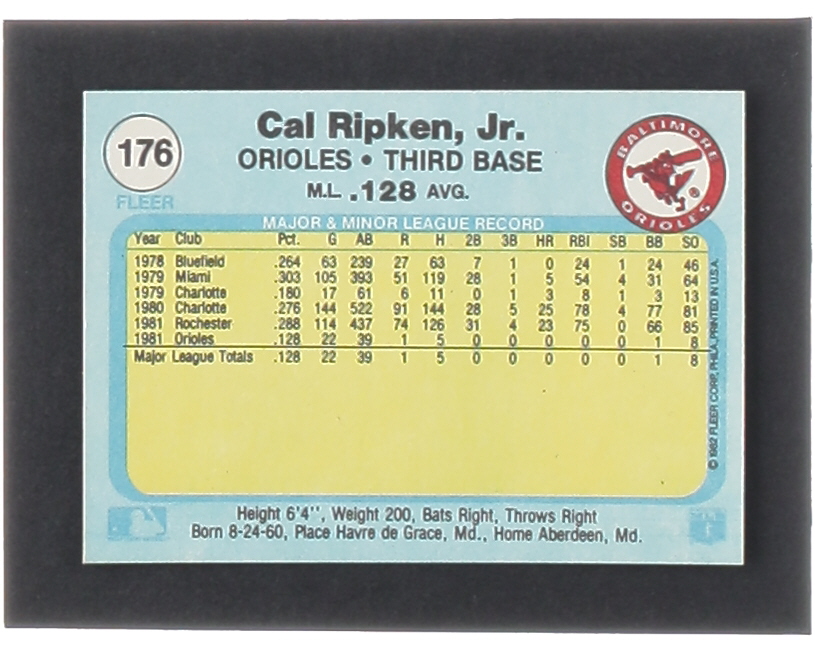 176
FLEER
Cal Ripken, Jr.
ORIOLES • THIRD BASE
M.L .128 AVG.
BALTIMORE
ORIOLES
®
MAJOR & MINOR LEAGUE RECORD
Year Club Pct. G AB R H 2B 3B HR RBI SB BB SO
1978 Bluefield .264 63 239 27 63 7 1 0 24 1 24 46
1979 Miami .303 105 393 51 119 28 1 5 54 4 31 64
1979 Charlotte .180 17 61 6 11 0 1 3 8 1 3 13
1980 Charlotte .276 144 522 91 144 28 5 25 78 4 77 81
1981 Rochester .288 114 437 74 126 31 4 23 75 0 66 85
1981 Orioles .128 22 39 1 5 0 0 0 0 0 1 8
Major League Totals .128 22 39 1 5 0 0 0 0 0 1 8
© 1982 FLEER CORP. PHILA. PRINTED IN U.S.A.
Height 6'4'', Weight 200, Bats Right, Throws Right
Born 8-24-60, Place Havre de Grace, Md., Home Aberdeen, Md.